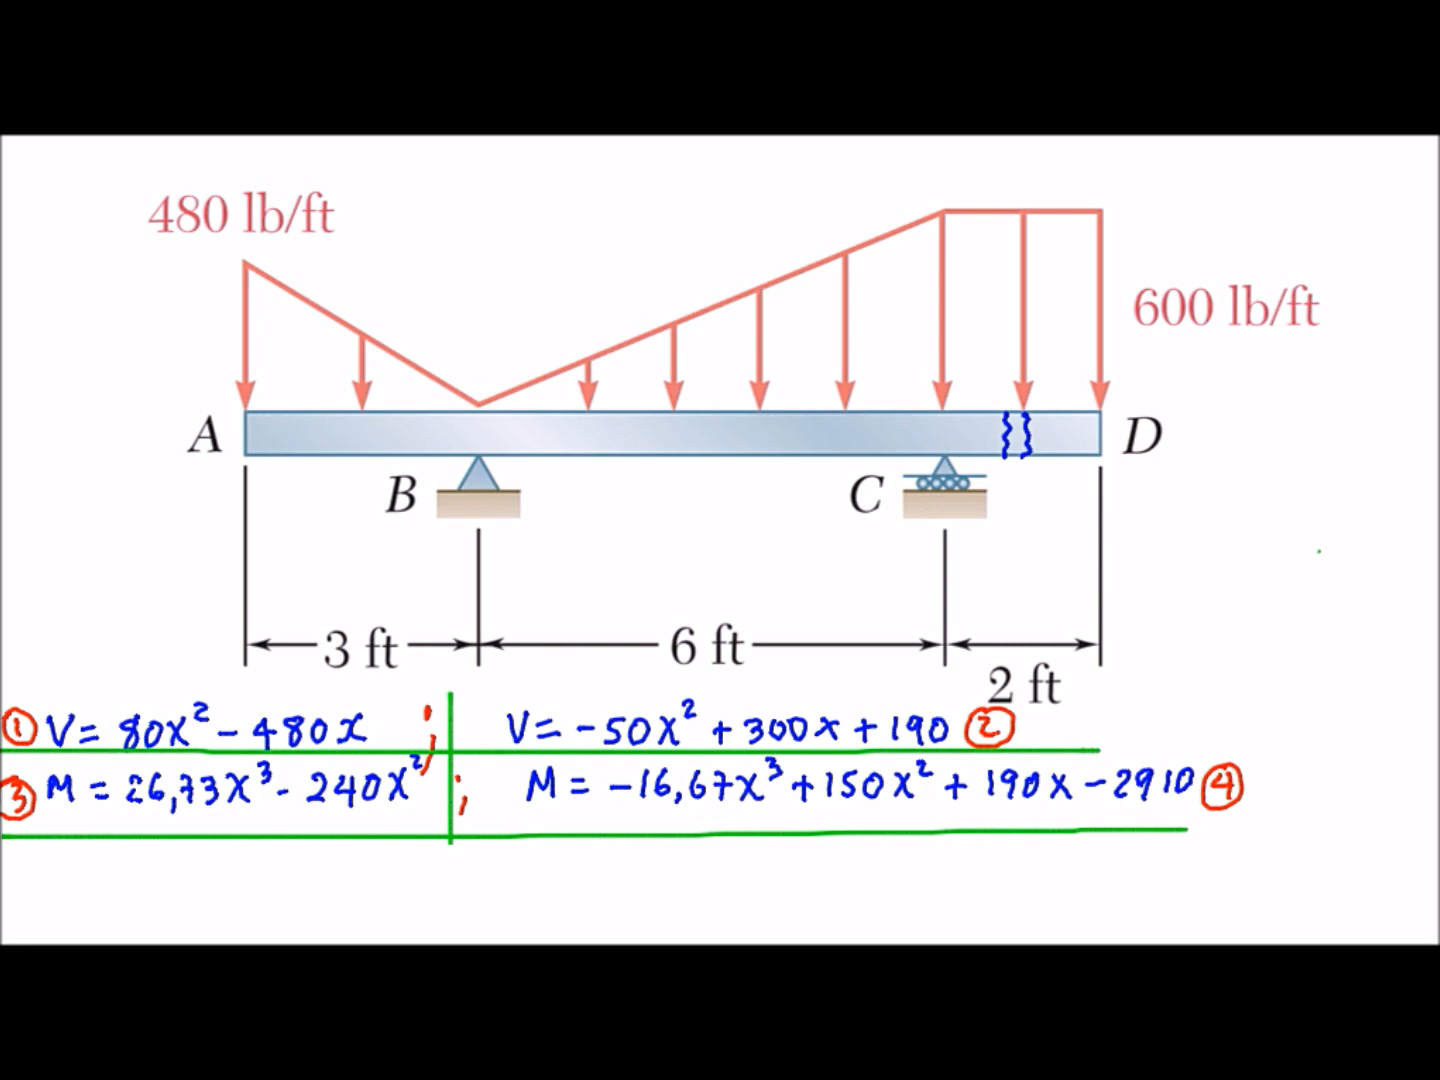 480 lb/ft
600 lb/ft
A
D
B
C
3 ft
6 ft
2 ft
① V = 80x² - 480x ; V = -50x² + 300x + 190 ②
③ M = 26,73x³ - 240x² ; M = -16,67x³ + 150x² + 190x - 2910 ④